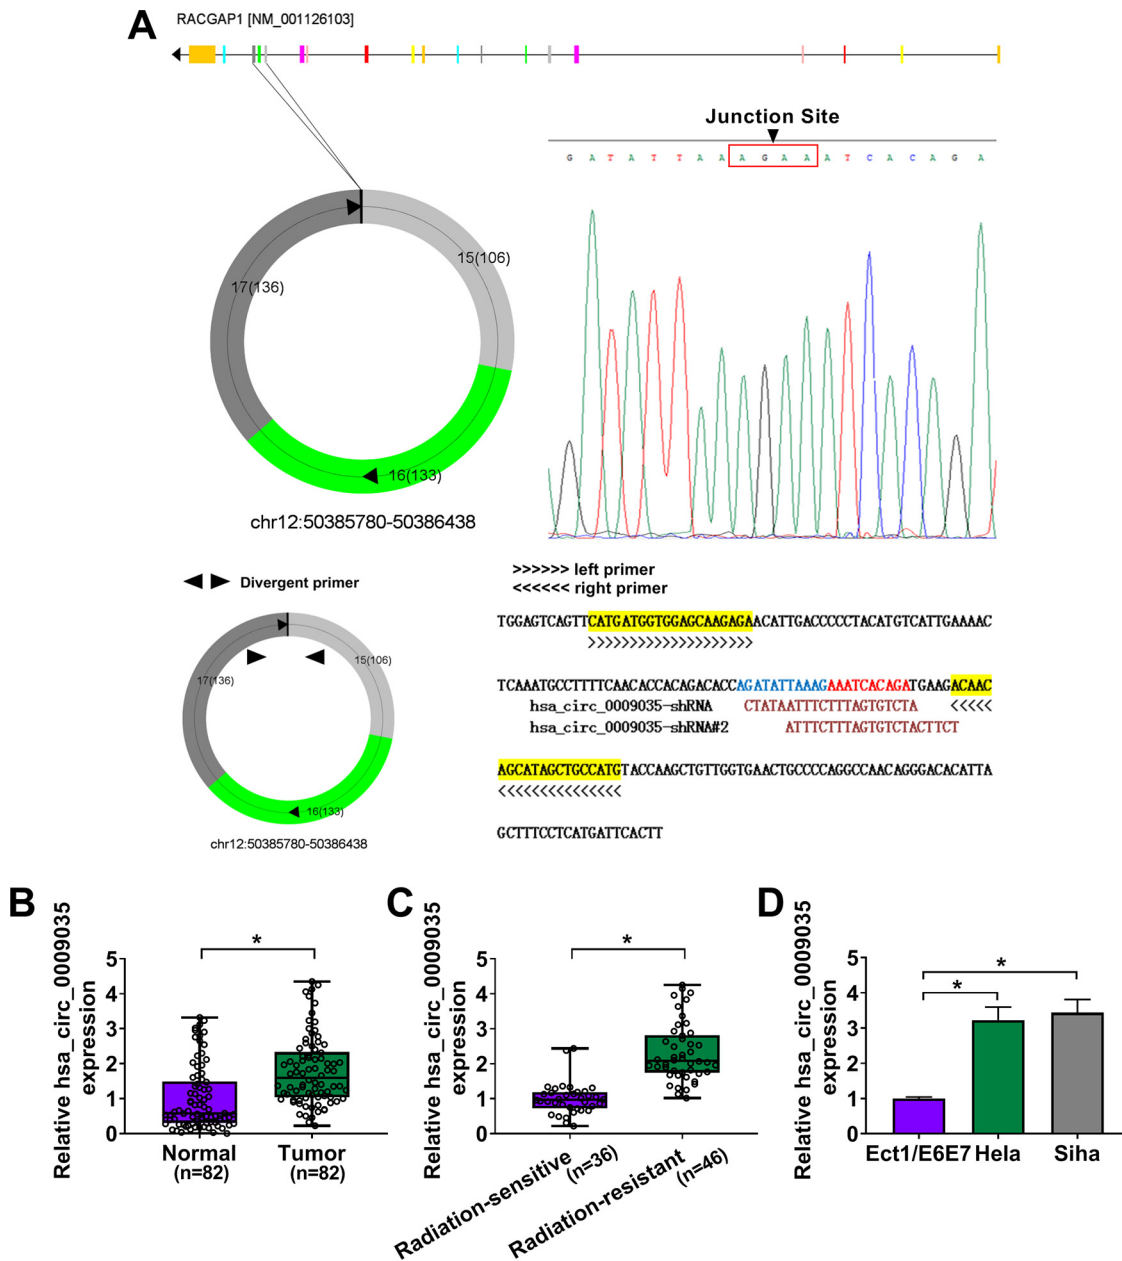 A
RACGAP1 [NM_001126103]
Junction Site
G A T A T T A A A G A A A T C A C A G A
15(106)
17(136)
16(133)
chr12:50385780-50386438
Divergent primer
15(106)
17(136)
16(133)
chr12:50385780-50386438
>>>>>> left primer
<<<<<< right primer
TGGAGTCAGTTCATGATGGTGGAGCAAGAGAACATTGACCCCCTACATGTCATTGAAAAC
>>>>>>>>>>>>>>>>>>>>
TCAAATGCCTTTTCAACACCACAGACACCAGATATTAAAGAAATCACAGATGAAGACAAC
hsa_circ_0009035-shRNA CTATAATTTCTTTAGTGTCTA <<<<<
hsa_circ_0009035-shRNA#2 ATTTCTTTAGTGTCTACTTCT
AGCATAGCTGCCATGTACCAAGCTGTTGGTGAACTGCCCCAGGCCAACAGGGACACATTA
<<<<<<<<<<<<<<<
GCTTTCCTCATGATTCACTT
B
Relative hsa_circ_0009035
expression
5
4
3
2
1
0
*
Normal
(n=82)
Tumor
(n=82)
C
Relative hsa_circ_0009035
expression
5
4
3
2
1
0
*
Radiation-sensitive
(n=36)
Radiation-resistant
(n=46)
D
Relative hsa_circ_0009035
expression
5
4
3
2
1
0
*
*
Ect1/E6E7 Hela Siha